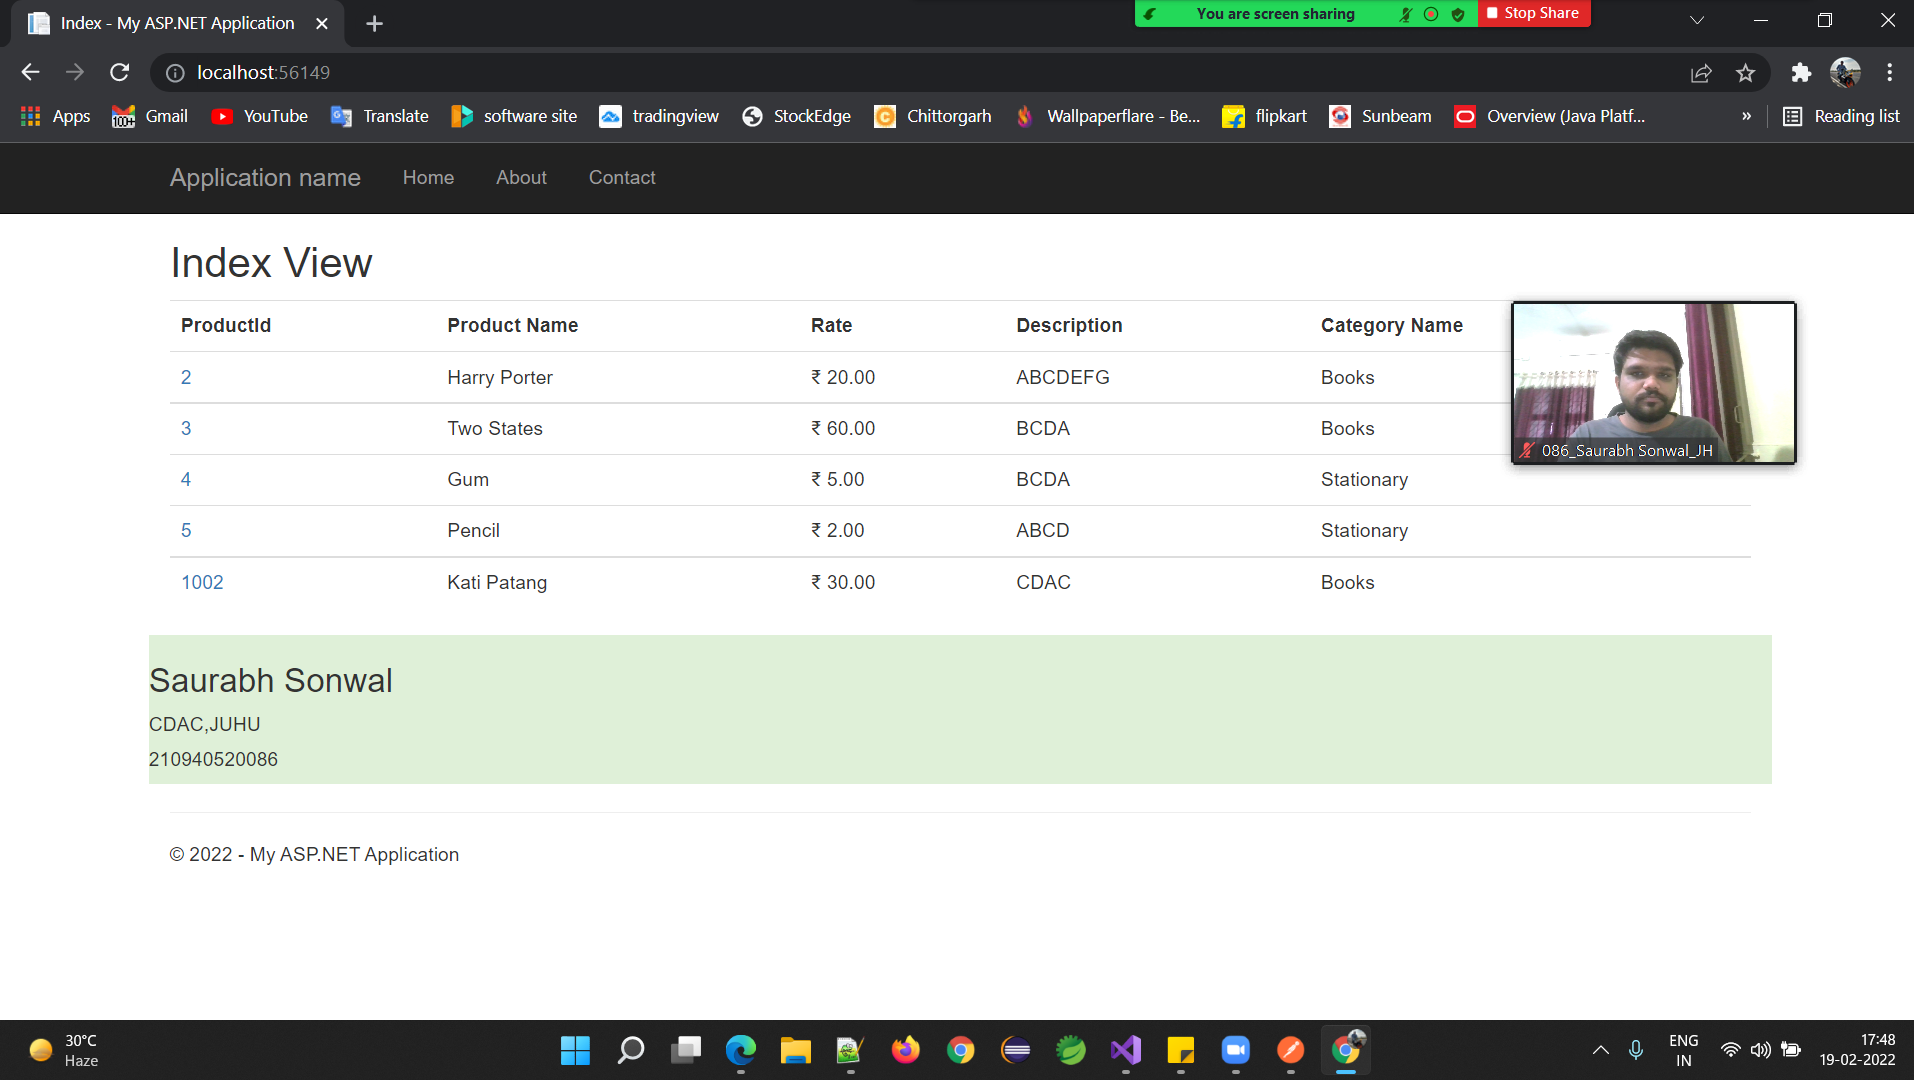 Index - My ASP.NET Application
You are screen sharing
Stop Share
localhost:56149
Apps
100+
Gmail
YouTube
Translate
software site
tradingview
StockEdge
Chittorgarh
Wallpaperflare - Be...
flipkart
Sunbeam
Overview (Java Platf...
»
Reading list
Application name Home About Contact
Index View
ProductId Product Name Rate Description Category Name
2 Harry Porter ₹ 20.00 ABCDEFG Books
3 Two States ₹ 60.00 BCDA Books
4 Gum ₹ 5.00 BCDA Stationary
5 Pencil ₹ 2.00 ABCD Stationary
1002 Kati Patang ₹ 30.00 CDAC Books
086_Saurabh Sonwal_JH
Saurabh Sonwal
CDAC,JUHU
210940520086
© 2022 - My ASP.NET Application
30°C
Haze
ENG
IN
17:48
19-02-2022